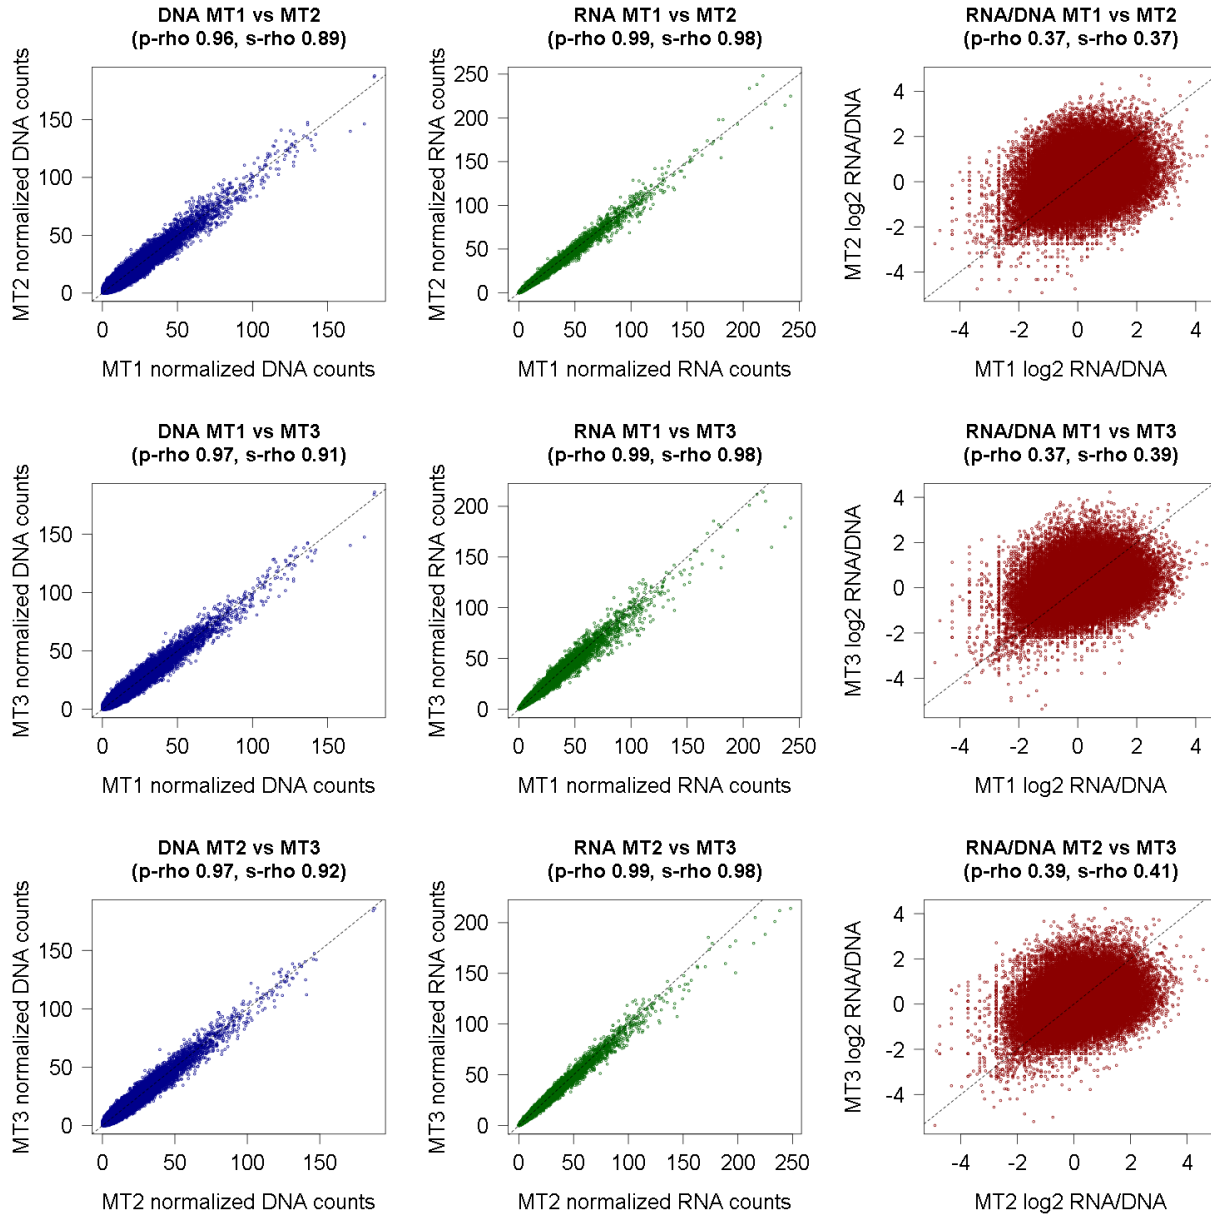 DNA MT1 vs MT2
(p-rho 0.96, s-rho 0.89)
MT2 normalized DNA counts
150
100
50
0
0 50 100 150
MT1 normalized DNA counts
RNA MT1 vs MT2
(p-rho 0.99, s-rho 0.98)
MT2 normalized RNA counts
250
200
150
100
50
0
0 50 100 150 200 250
MT1 normalized RNA counts
RNA/DNA MT1 vs MT2
(p-rho 0.37, s-rho 0.37)
MT2 log2 RNA/DNA
4
2
0
-2
-4
-4 -2 0 2 4
MT1 log2 RNA/DNA
DNA MT1 vs MT3
(p-rho 0.97, s-rho 0.91)
MT3 normalized DNA counts
150
100
50
0
0 50 100 150
MT1 normalized DNA counts
RNA MT1 vs MT3
(p-rho 0.99, s-rho 0.98)
MT3 normalized RNA counts
200
150
100
50
0
0 50 100 150 200 250
MT1 normalized RNA counts
RNA/DNA MT1 vs MT3
(p-rho 0.37, s-rho 0.39)
MT3 log2 RNA/DNA
4
2
0
-2
-4
-4 -2 0 2 4
MT1 log2 RNA/DNA
DNA MT2 vs MT3
(p-rho 0.97, s-rho 0.92)
MT3 normalized DNA counts
150
100
50
0
0 50 100 150
MT2 normalized DNA counts
RNA MT2 vs MT3
(p-rho 0.99, s-rho 0.98)
MT3 normalized RNA counts
200
150
100
50
0
0 50 100 150 200 250
MT2 normalized RNA counts
RNA/DNA MT2 vs MT3
(p-rho 0.39, s-rho 0.41)
MT3 log2 RNA/DNA
4
2
0
-2
-4
-4 -2 0 2 4
MT2 log2 RNA/DNA